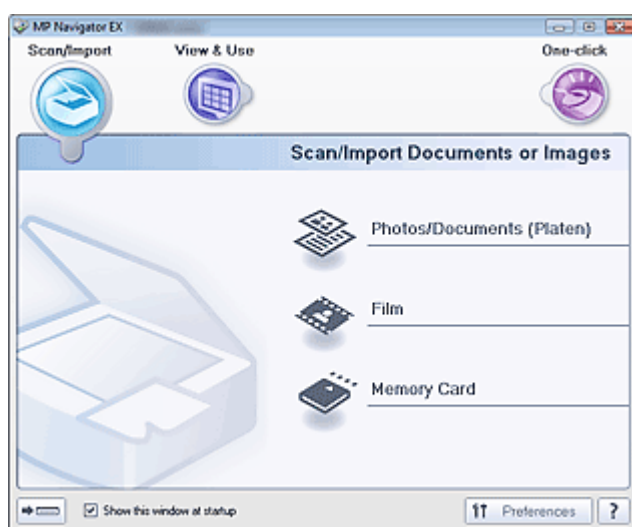 MP Navigator EX
Scan/Import View & Use One-click
Scan/Import Documents or Images
Photos/Documents (Platen)
Film
Memory Card
Show this window at startup Preferences ?